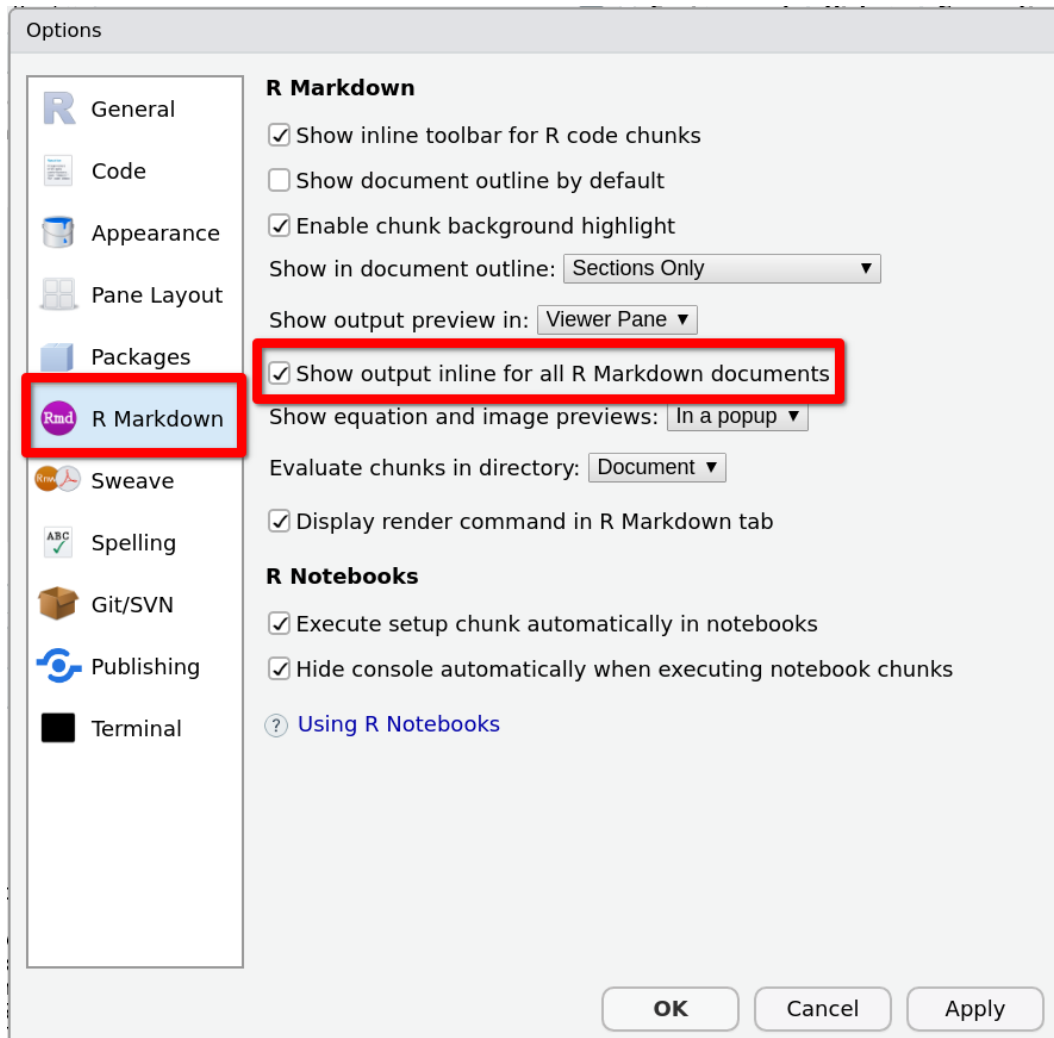 Options
General
Code
Appearance
Pane Layout
Packages
Rmd R Markdown
Rnw Sweave
ABC Spelling
Git/SVN
Publishing
Terminal
R Markdown
Show inline toolbar for R code chunks
Show document outline by default
Enable chunk background highlight
Show in document outline: Sections Only
Show output preview in: Viewer Pane
Show output inline for all R Markdown documents
Show equation and image previews: In a popup
Evaluate chunks in directory: Document
Display render command in R Markdown tab
R Notebooks
Execute setup chunk automatically in notebooks
Hide console automatically when executing notebook chunks
? Using R Notebooks
OK Cancel Apply